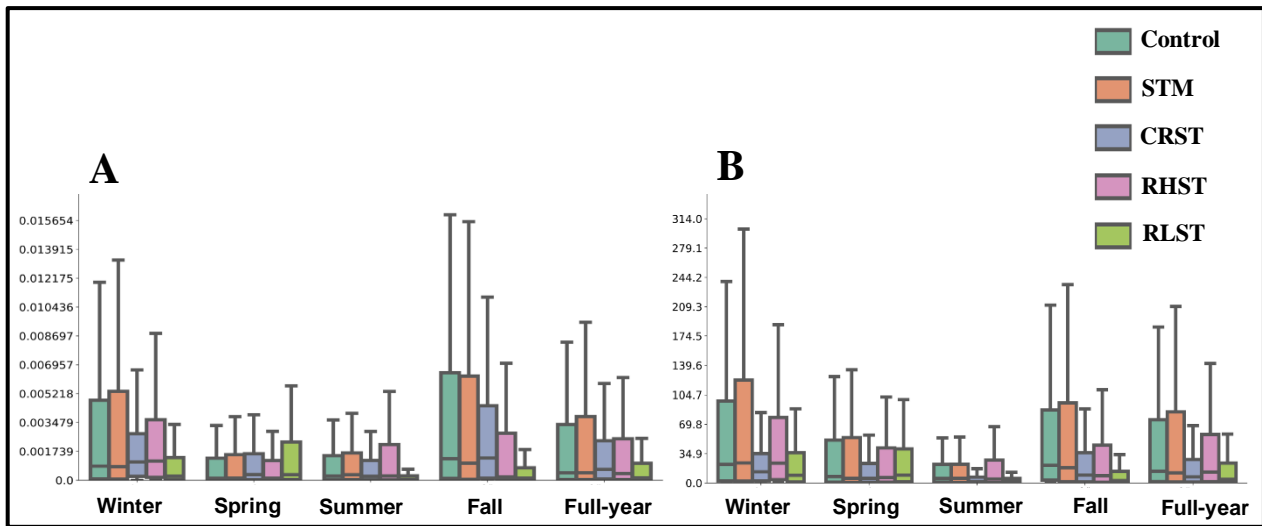 Control
STM
CRST
RHST
RLST
A
0.015654
0.013915
0.012175
0.010436
0.008697
0.006957
0.005218
0.003479
0.001739
0.0
Winter Spring Summer Fall Full-year
B
314.0
279.1
244.2
209.3
174.5
139.6
104.7
69.8
34.9
0.0
Winter Spring Summer Fall Full-year